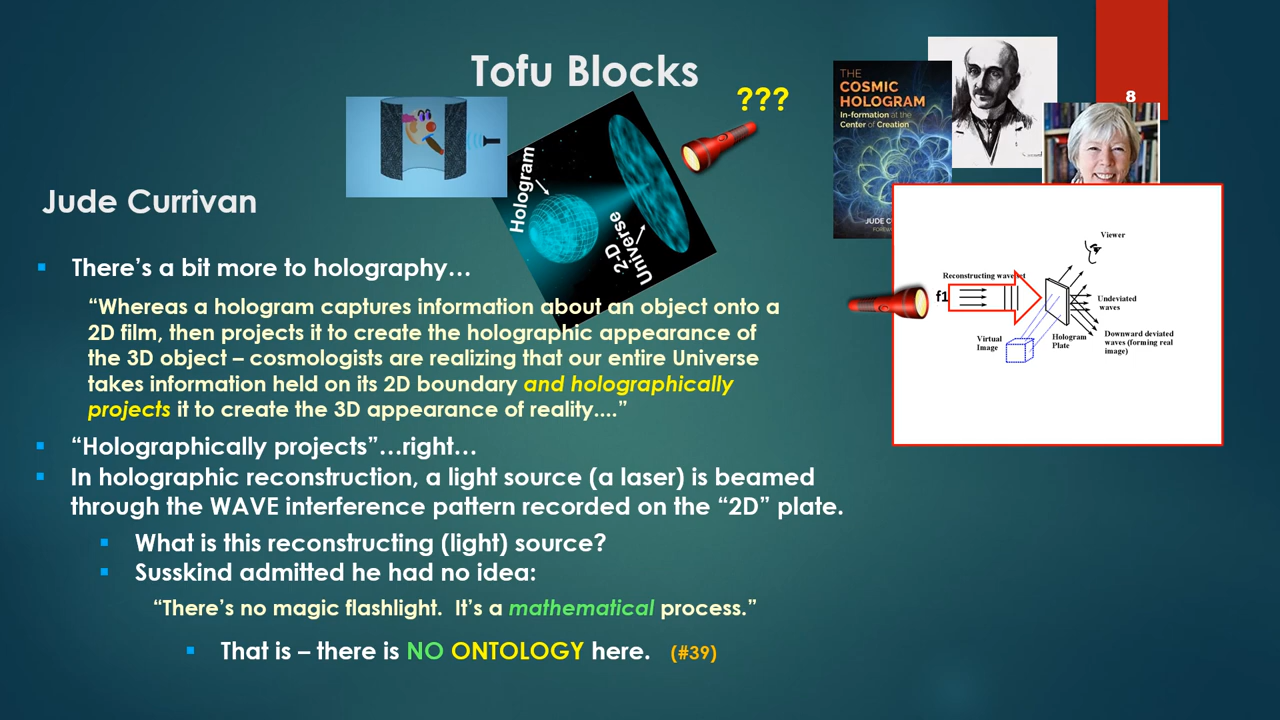 Tofu Blocks
???
8
THE
COSMIC
HOLOGRAM
In-formation at the
Center of Creation
Hologram
2-D
Universe
Jude Currivan
There's a bit more to holography…
“Whereas a hologram captures information about an object onto a
2D film, then projects it to create the holographic appearance of
the 3D object – cosmologists are realizing that our entire Universe
takes information held on its 2D boundary and holographically
projects it to create the 3D appearance of reality....”
“Holographically projects”…right…
In holographic reconstruction, a light source (a laser) is beamed
through the WAVE interference pattern recorded on the “2D” plate.
What is this reconstructing (light) source?
Susskind admitted he had no idea:
“There's no magic flashlight.  It's a mathematical process.”
That is – there is NO ONTOLOGY here.   (#39)
JUDE
Viewer
Reconstructing
f1
Undeviated
waves
Virtual
Image
Hologram
Plate
Downward deviated
waves (forming real
image)